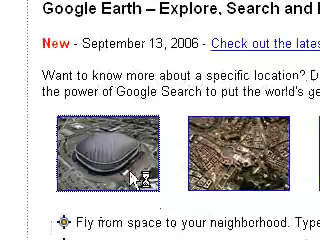 Google Earth – Explore, Search and
New - September 13, 2006 - Check out the lates
Want to know more about a specific location? D
the power of Google Search to put the world's ge
Fly from space to your neighborhood. Type